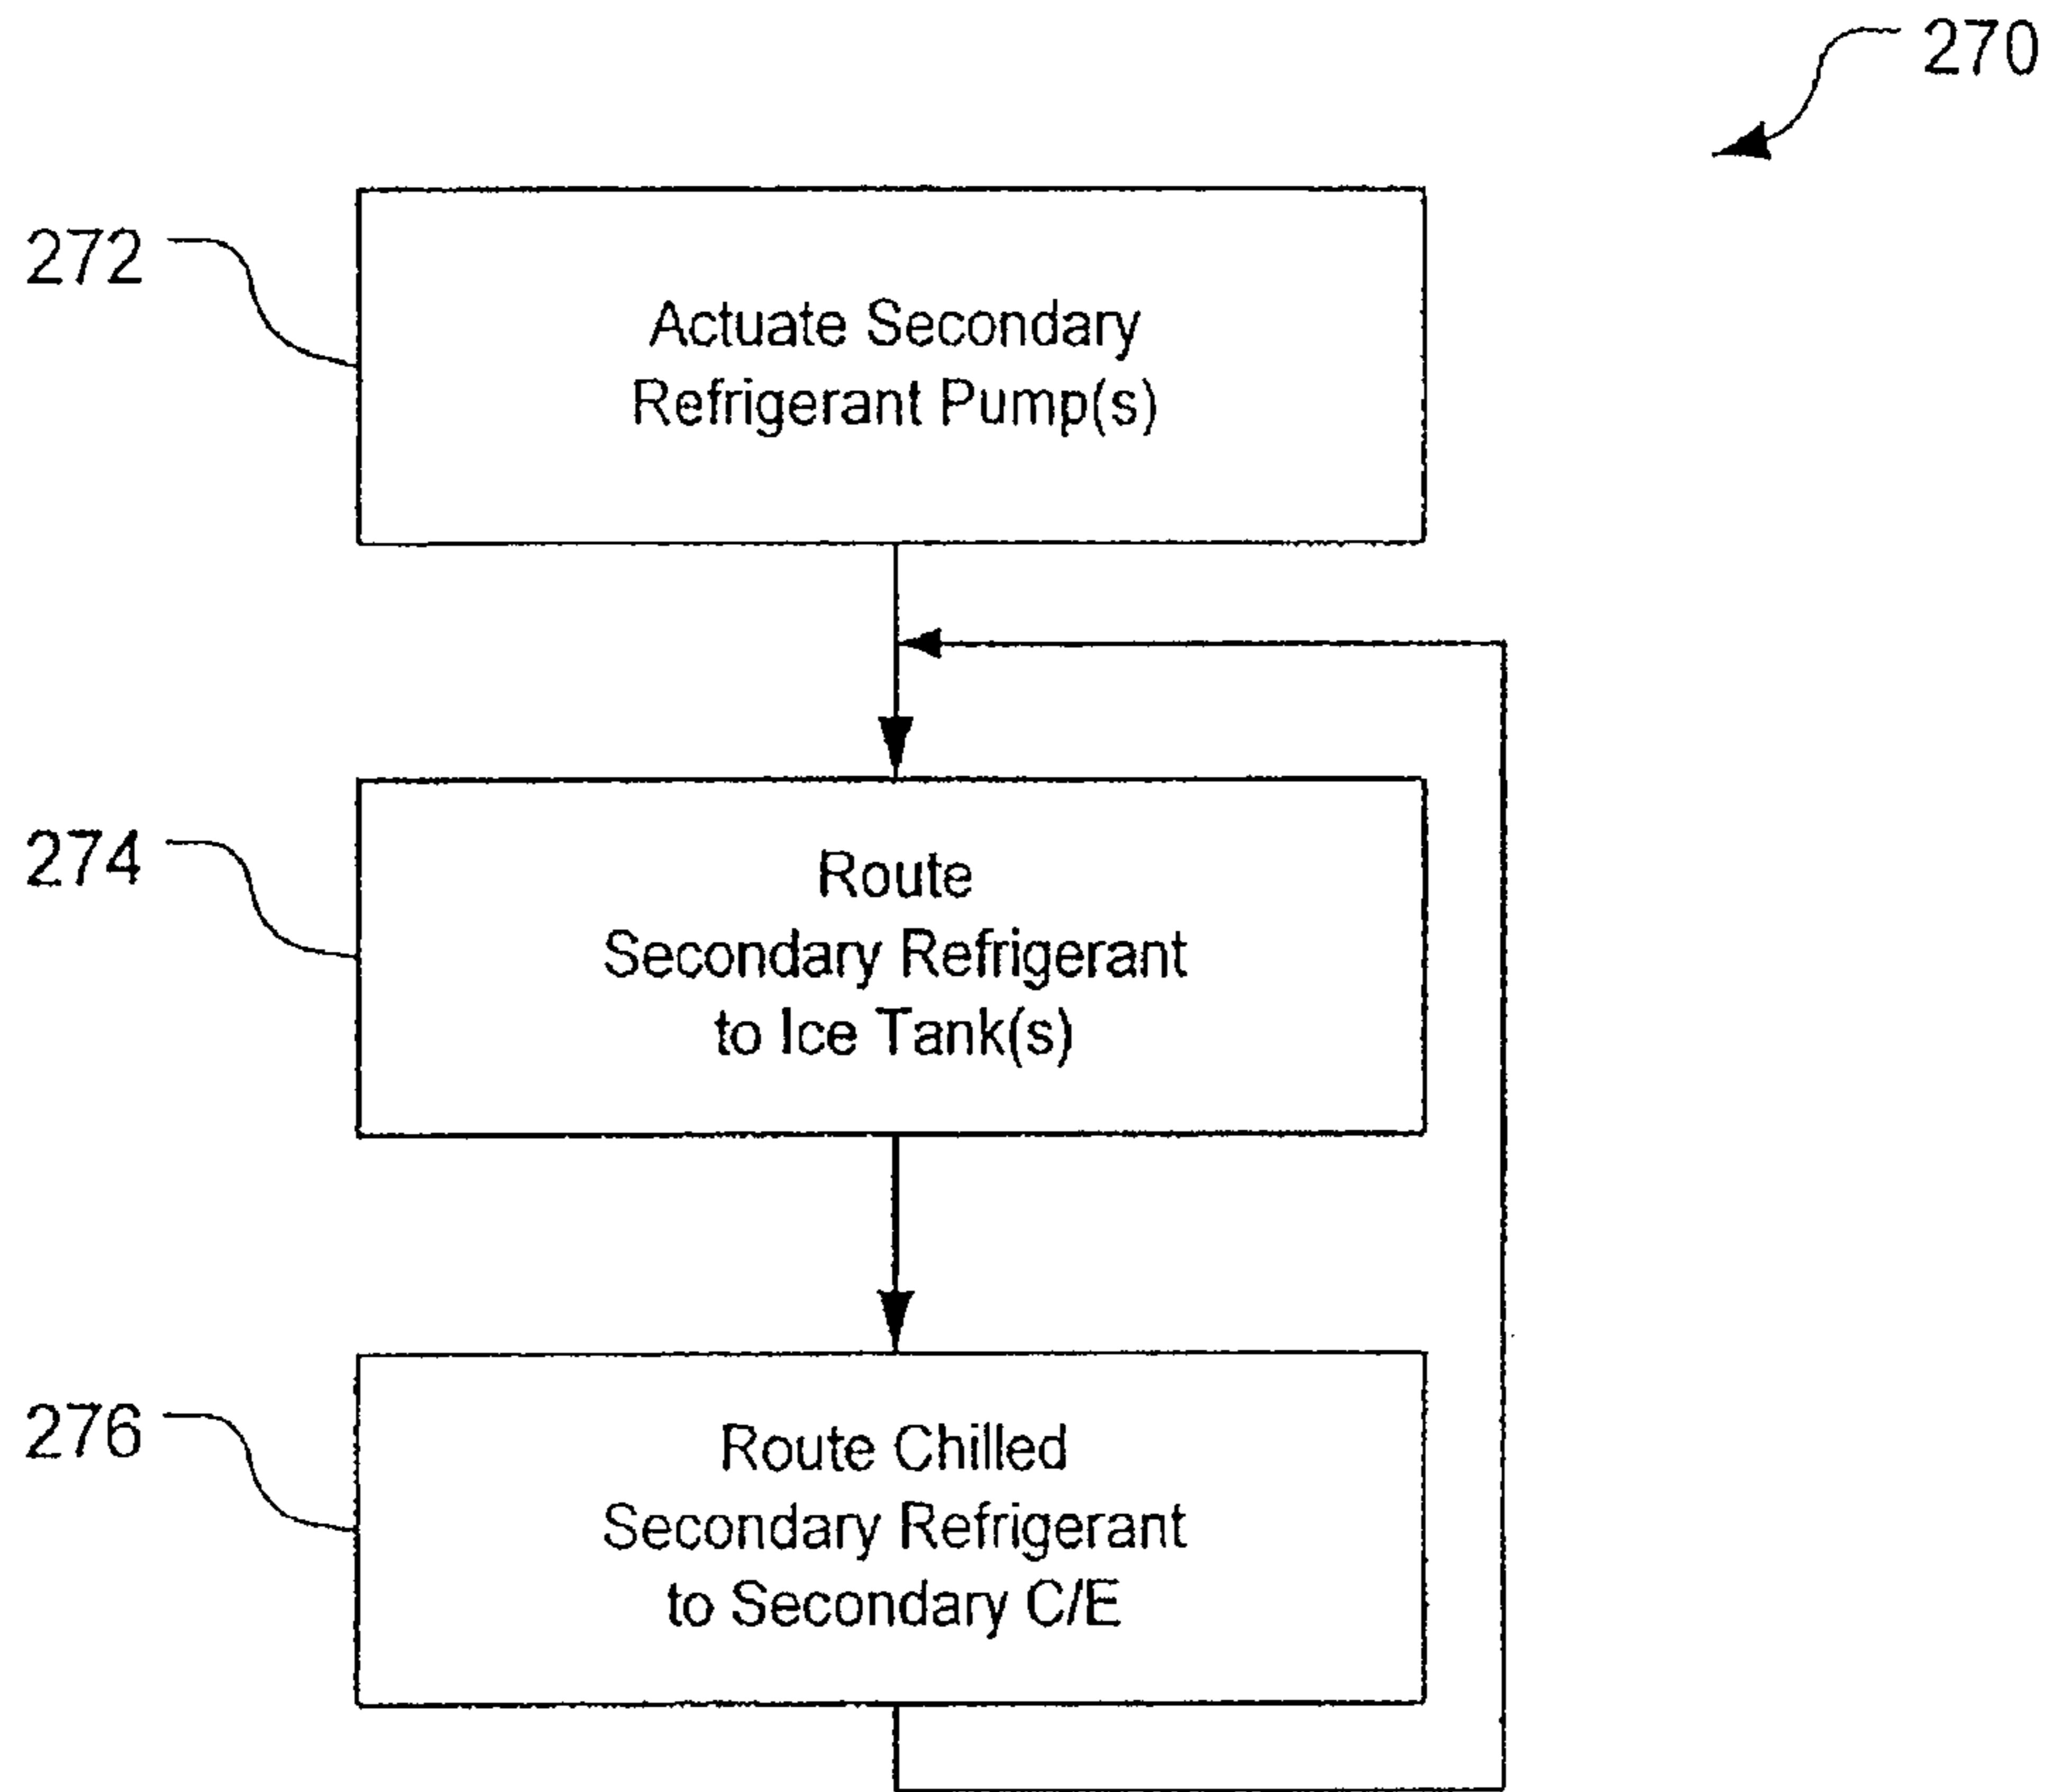 270
272
Actuate Secondary
Refrigerant Pump(s)
274
Route
Secondary Refrigerant
to Ice Tank(s)
276
Route Chilled
Secondary Refrigerant
to Secondary C/E